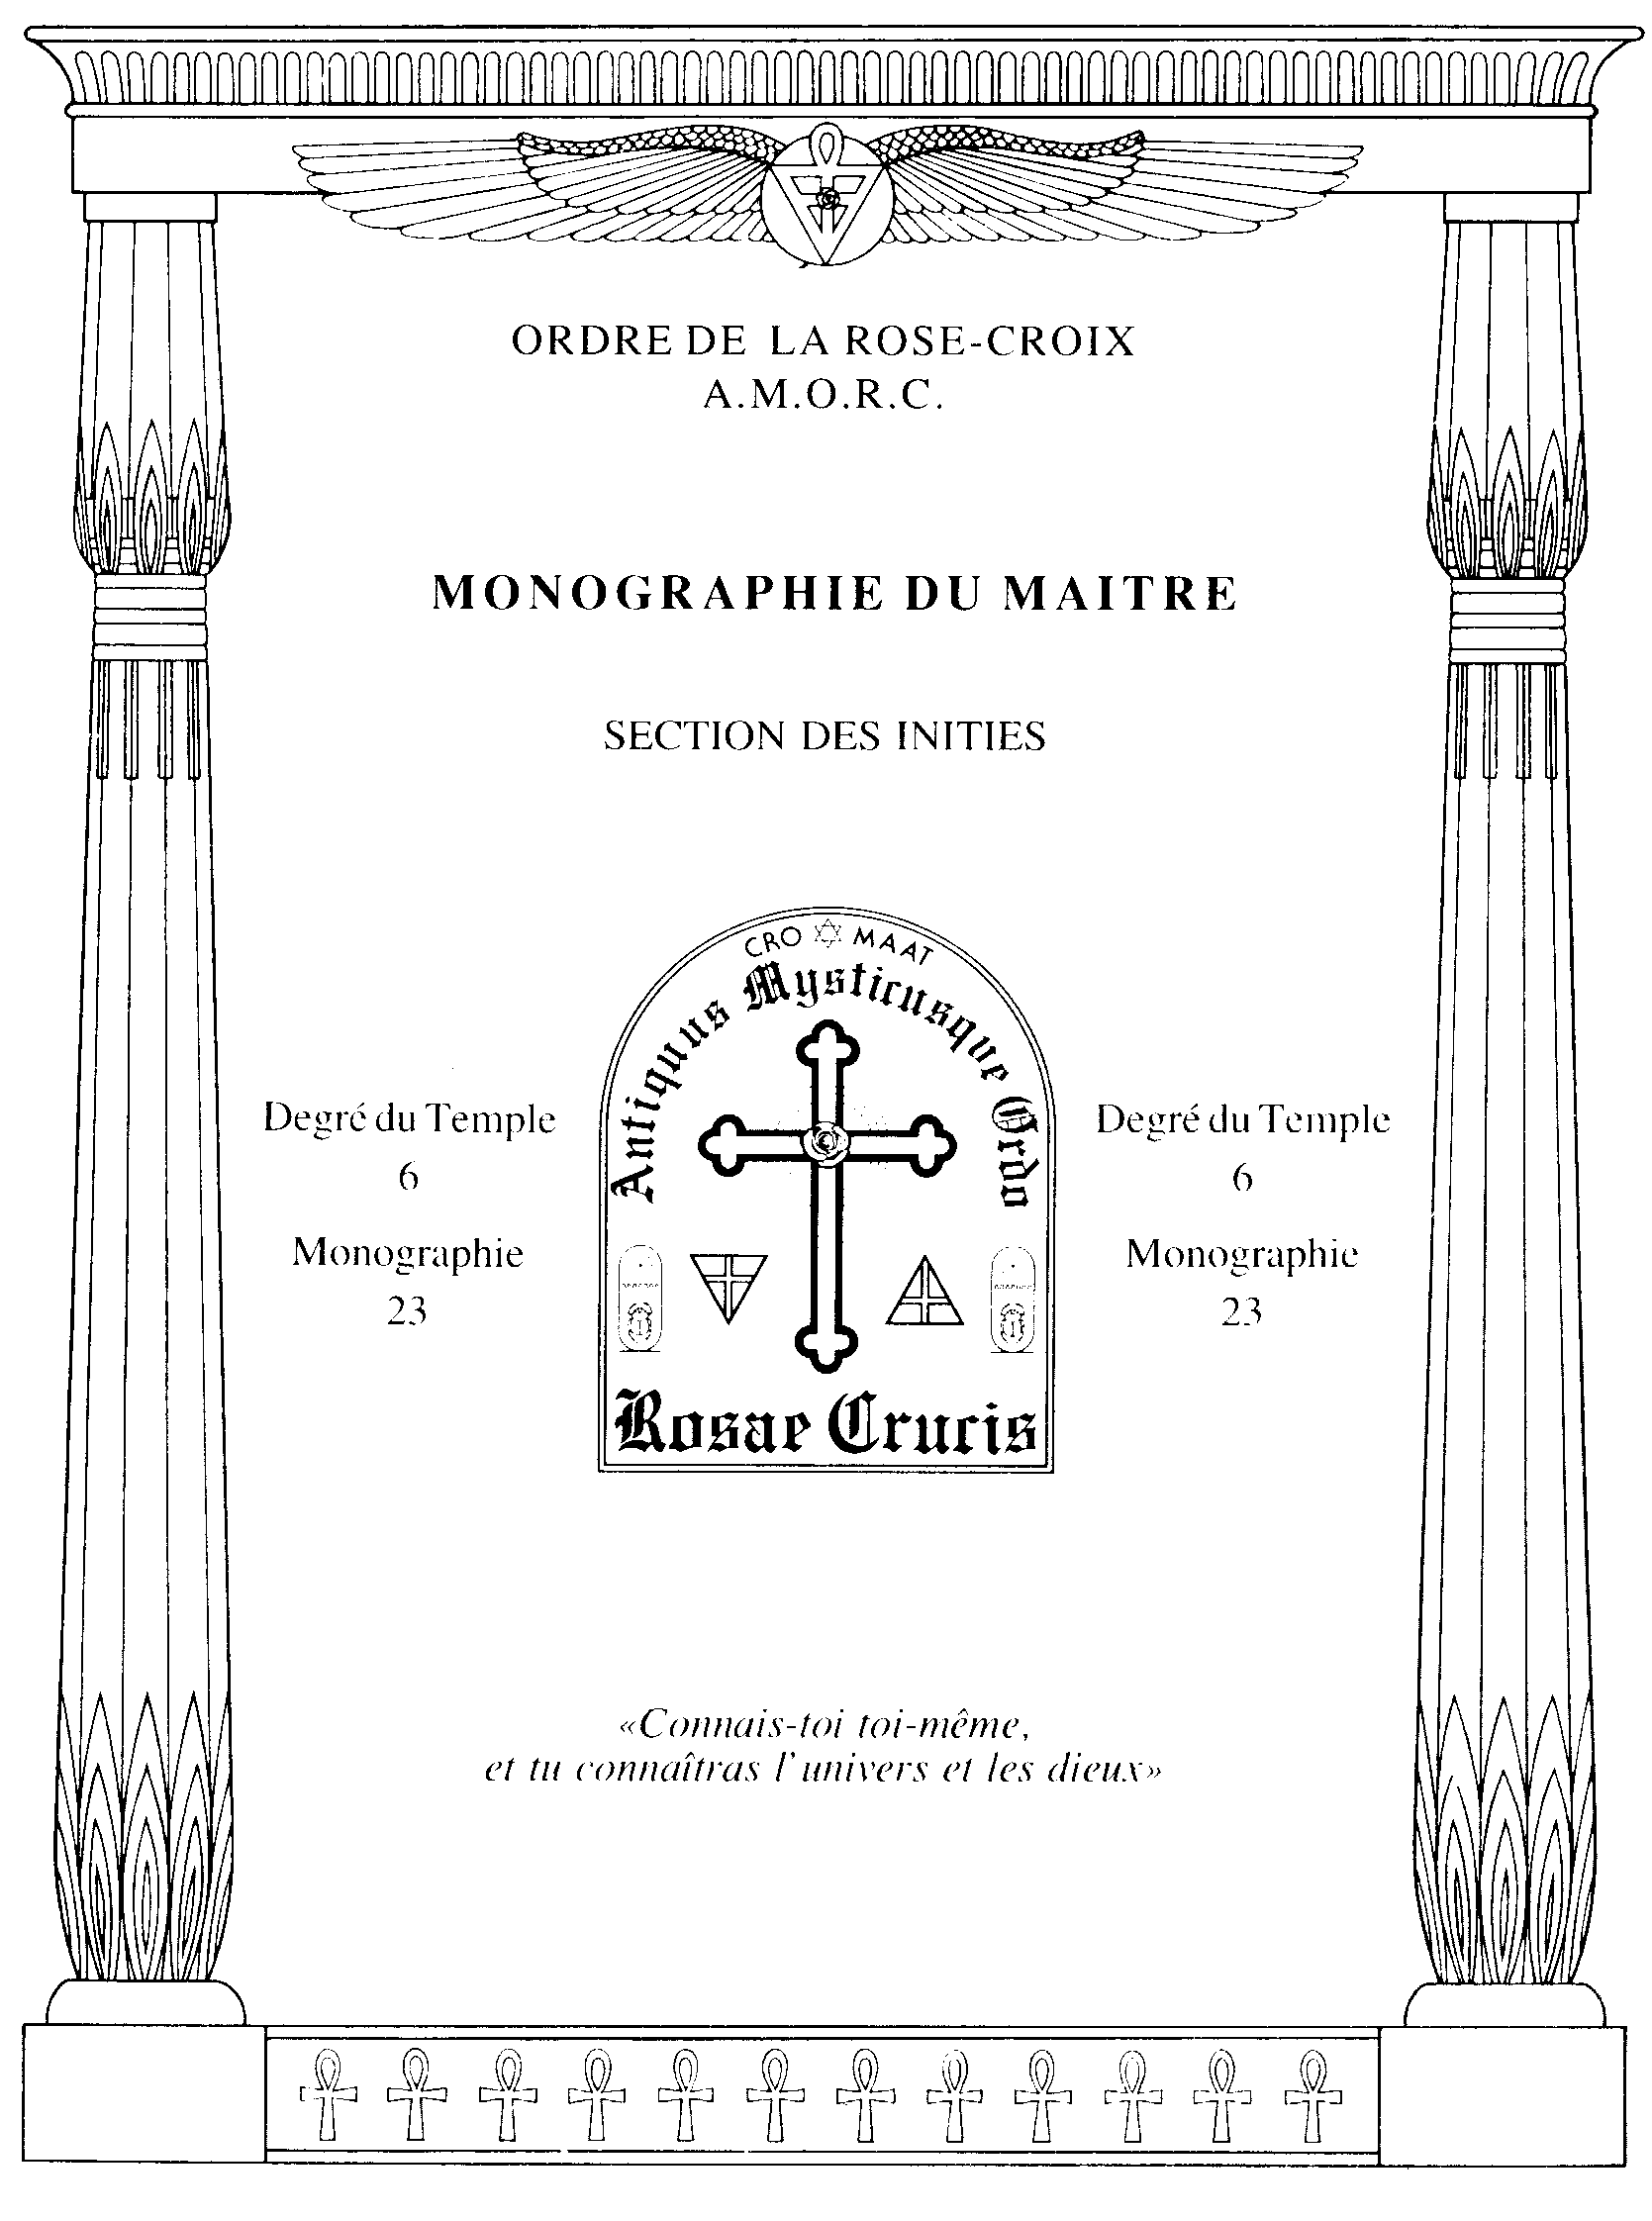 ORDRE DE LA ROSE-CROIX
A.M.O.R.C.
MONOGRAPHIE DU MAITRE
SECTION DES INITIES
CRO MAAT
Antiquus Mysticusque Ordo
Degré du Temple
6
Monographie
23
Rosae Crucis
Degré du Temple
6
Monographie
23
«Connais-toi toi-même,
et tu connaîtras l'univers et les dieux»